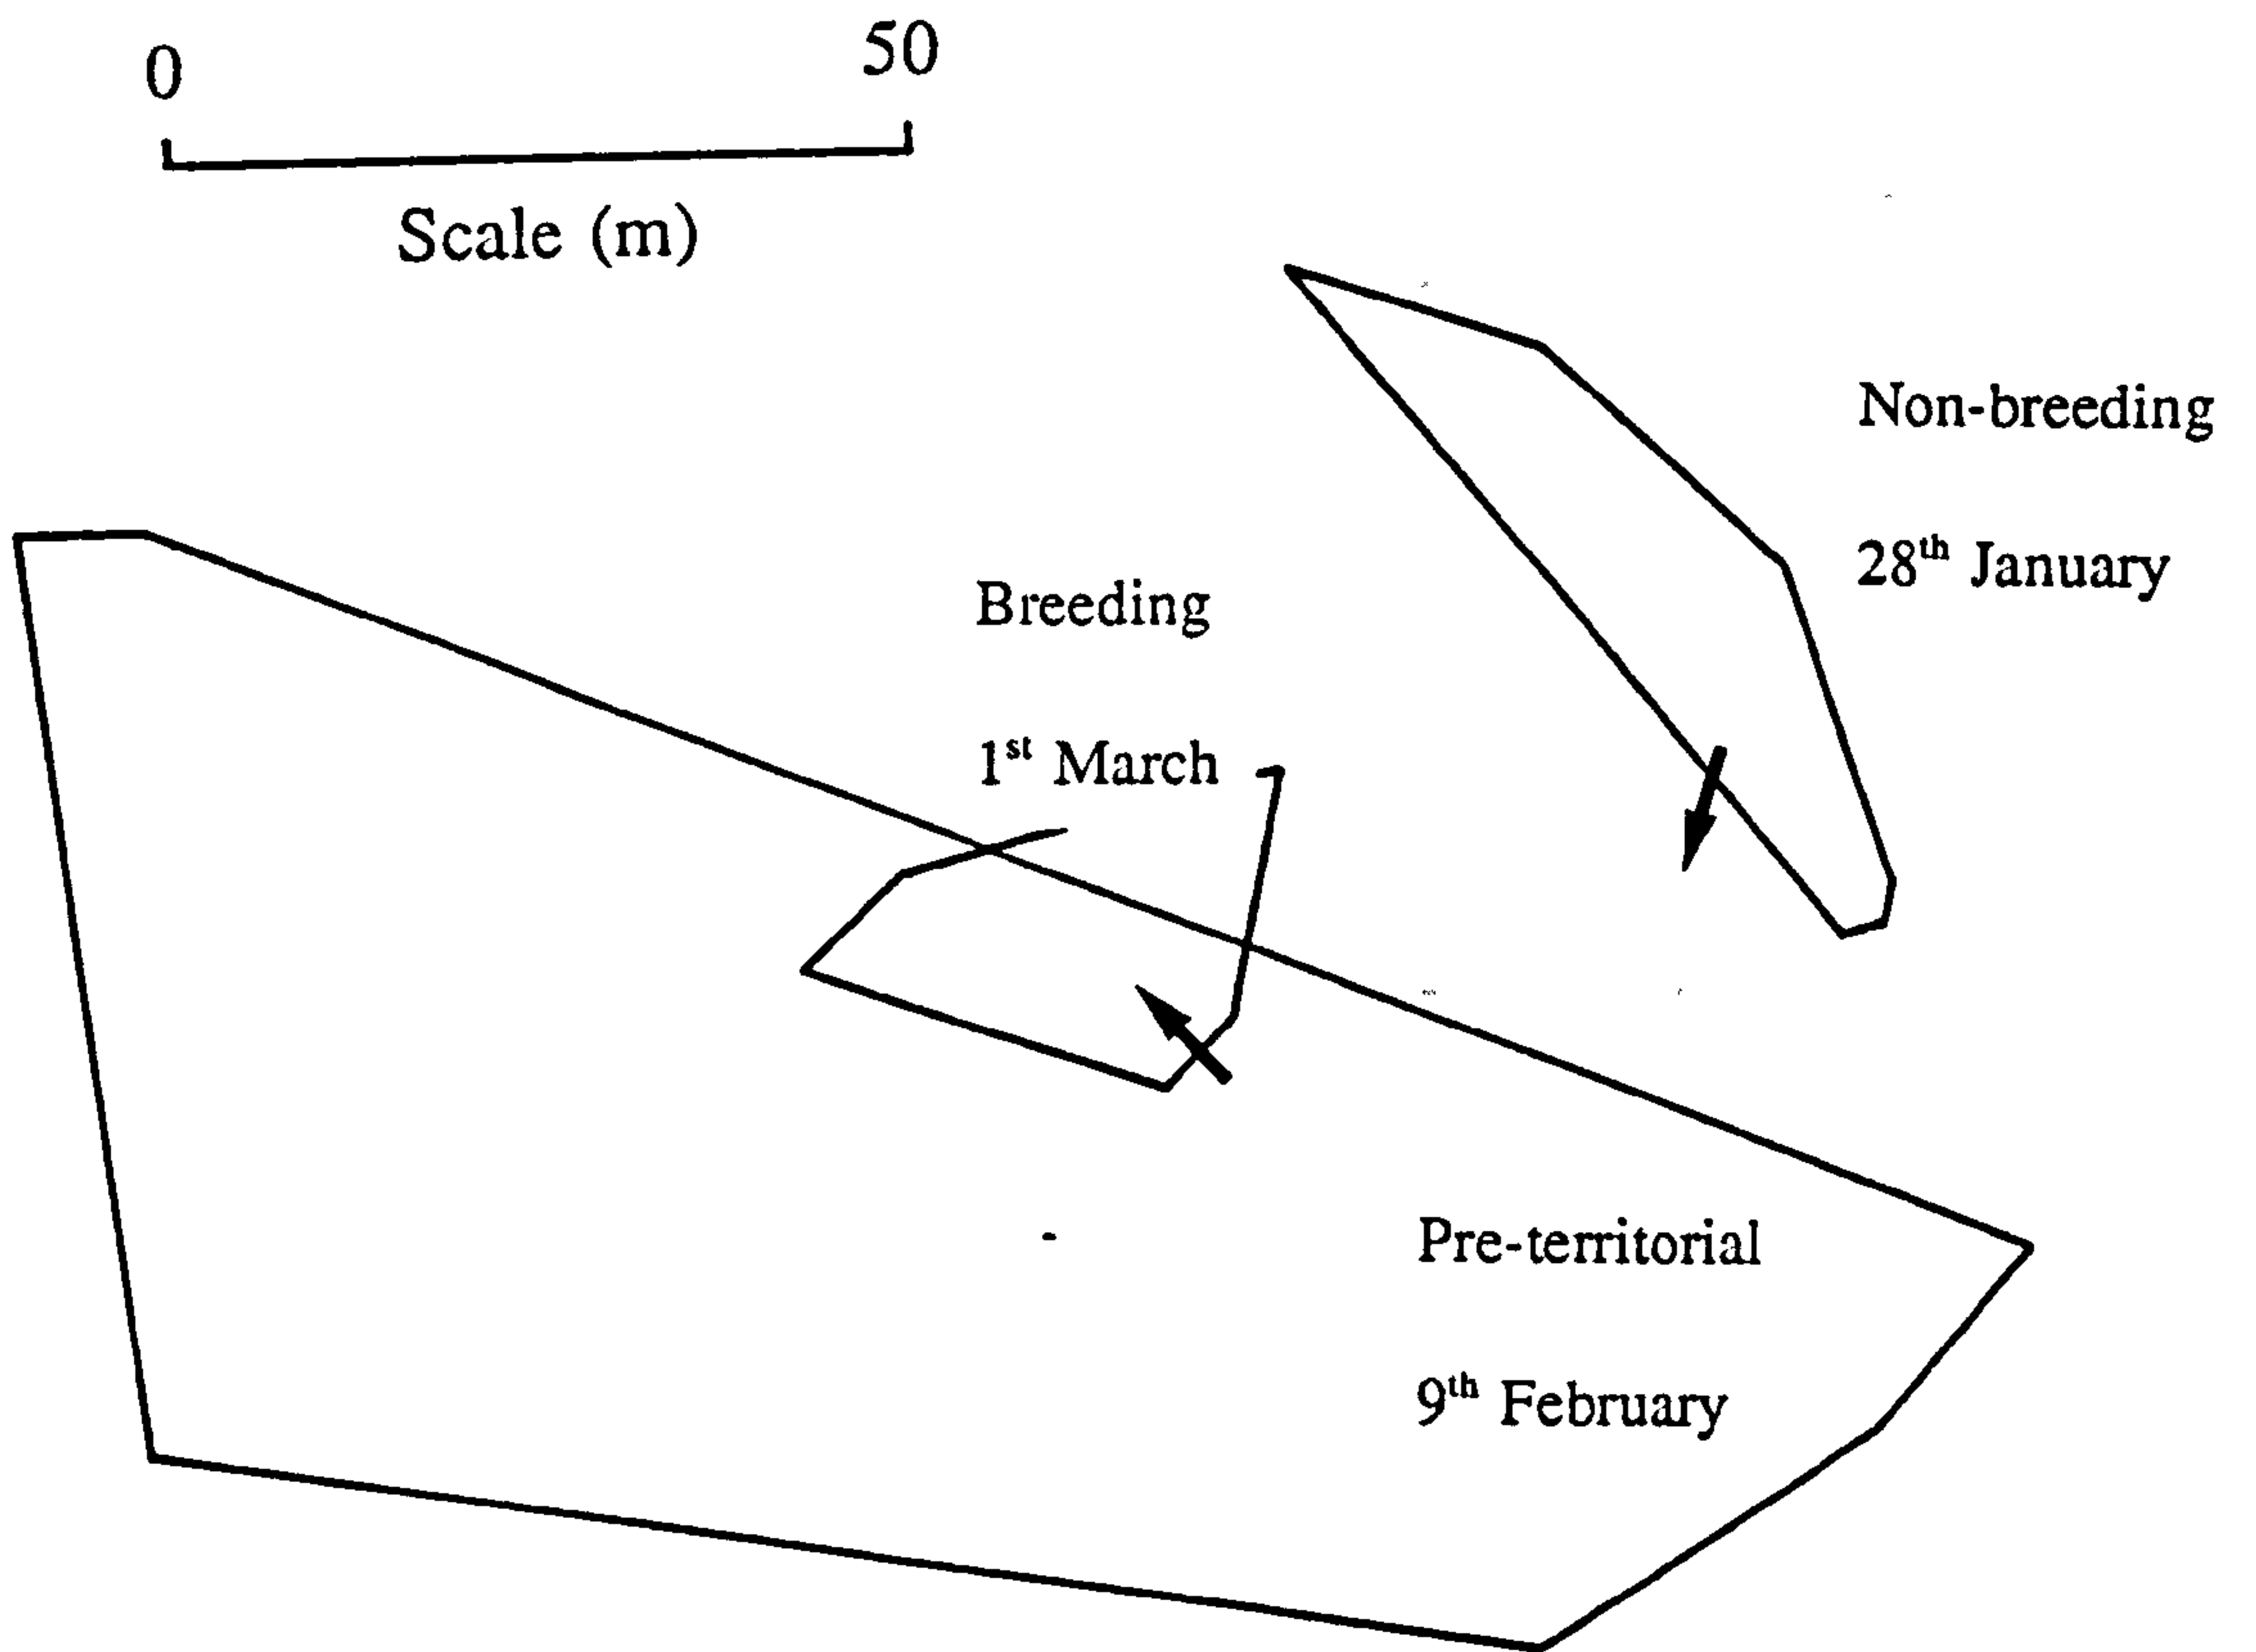 0
50
Scale (m)
Non-breeding
28th January
Breeding
1st March
Pre-territorial
9th February